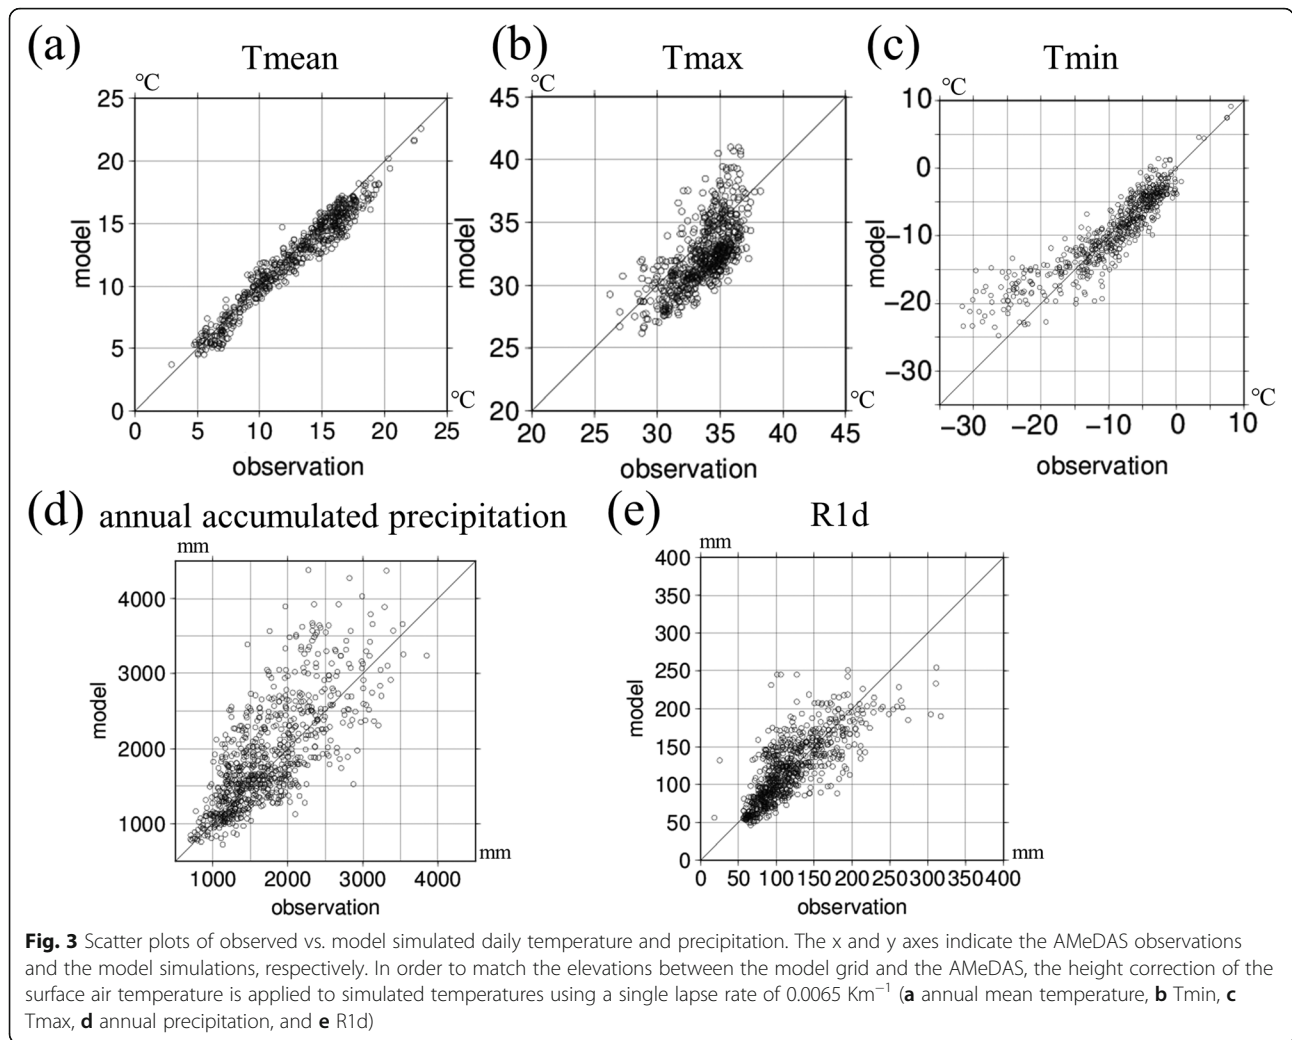 (a) Tmean
(b) Tmax
(c) Tmin
°C
25
20
15
10
5
0
model
0 5 10 15 20 25
°C
observation
°C
45
40
35
30
25
20
model
20 25 30 35 40 45
°C
observation
°C
10
0
−10
−20
−30
model
−30 −20 −10 0 10
°C
observation
(d) annual accumulated precipitation
(e) R1d
mm
4000
3000
2000
1000
model
1000 2000 3000 4000
mm
observation
mm
400
350
300
250
200
150
100
50
0
model
0 50 100 150 200 250 300 350 400
mm
observation
Fig. 3 Scatter plots of observed vs. model simulated daily temperature and precipitation. The x and y axes indicate the AMeDAS observations
and the model simulations, respectively. In order to match the elevations between the model grid and the AMeDAS, the height correction of the
surface air temperature is applied to simulated temperatures using a single lapse rate of 0.0065 Km⁻¹ (a annual mean temperature, b Tmin, c
Tmax, d annual precipitation, and e R1d)